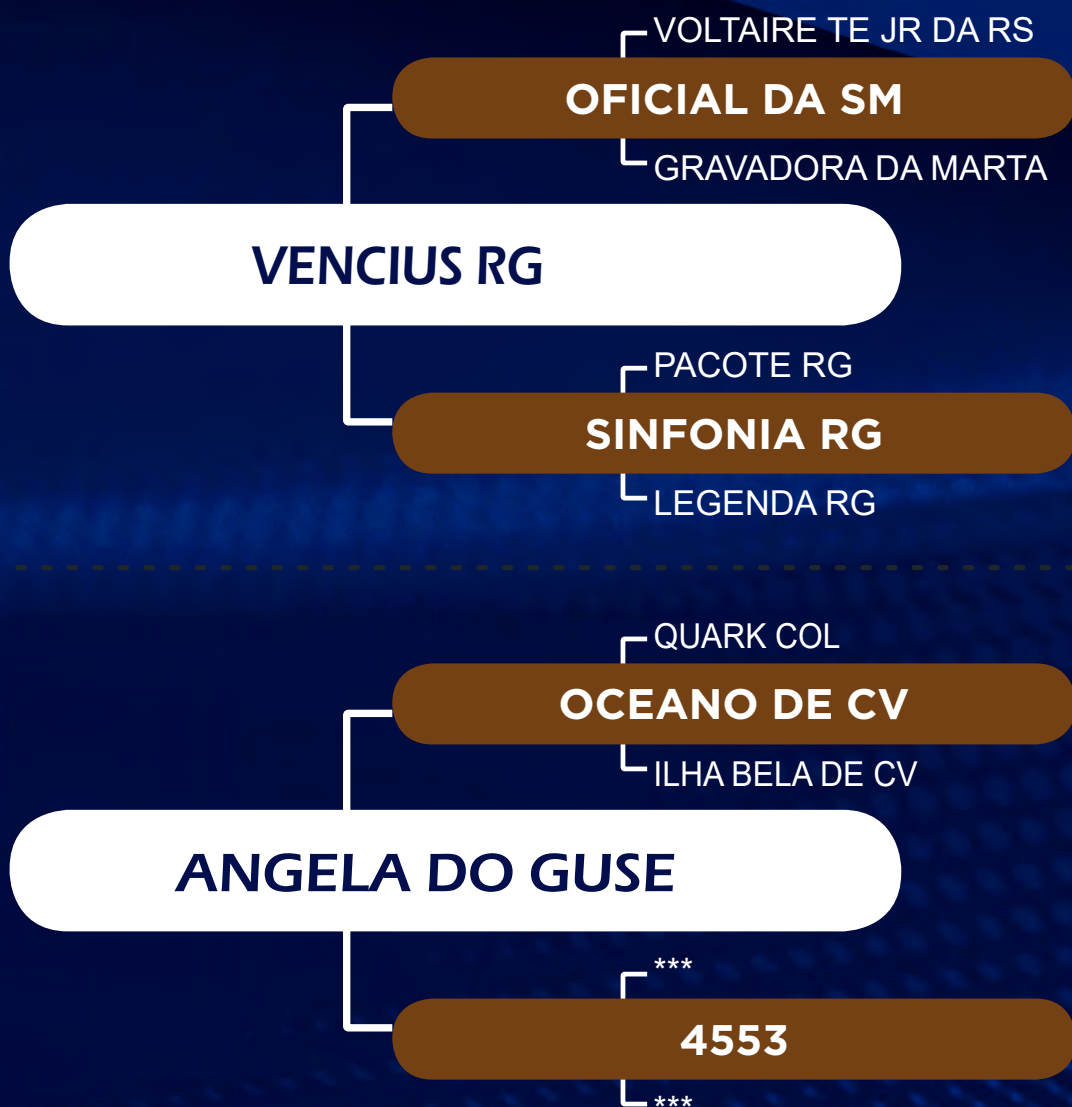 VOLTAIRE TE JR DA RS
OFICIAL DA SM
GRAVADORA DA MARTA
VENCIUS RG
PACOTE RG
SINFONIA RG
LEGENDA RG
QUARK COL
OCEANO DE CV
ILHA BELA DE CV
ANGELA DO GUSE
***
4553
***